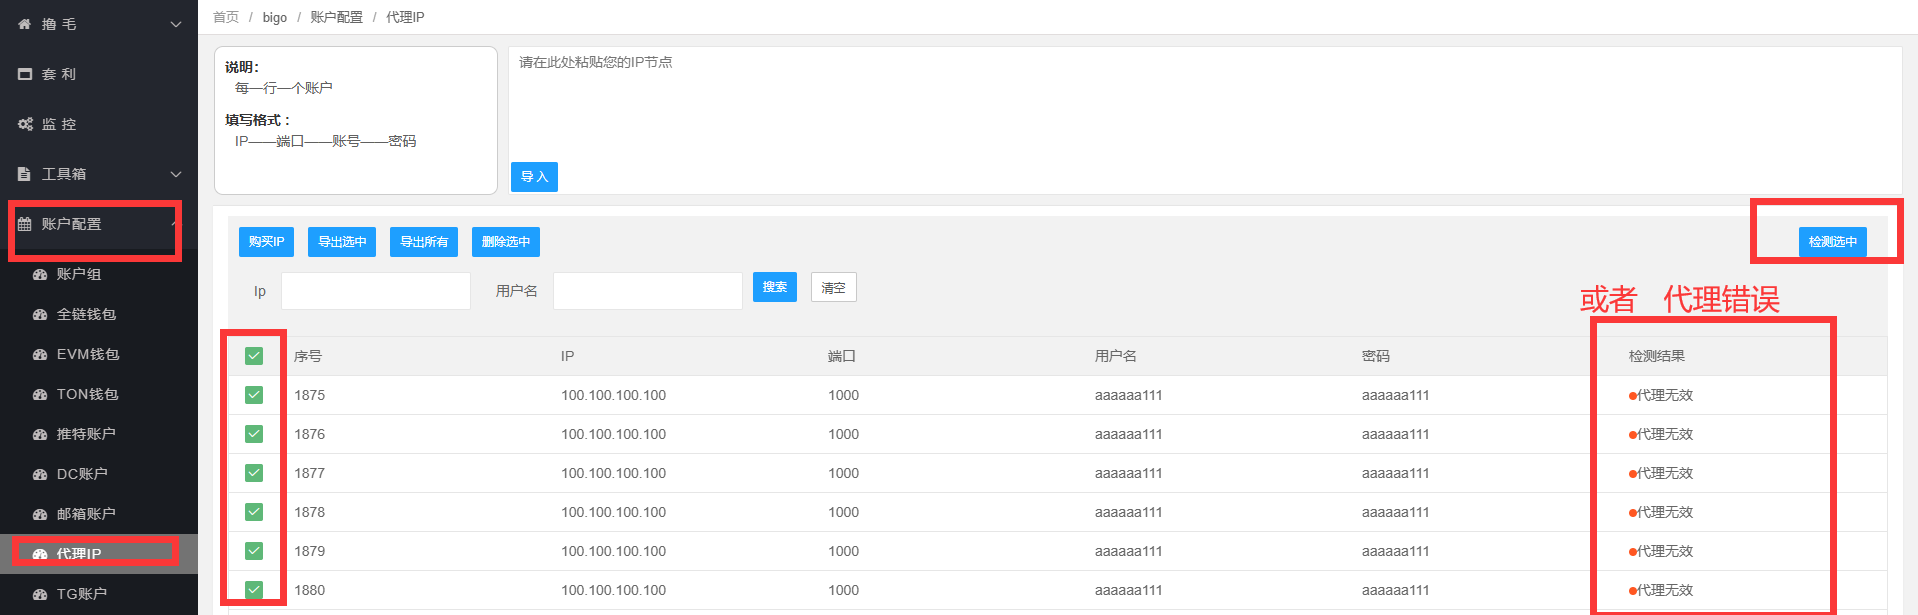 撸 毛
套 利
监 控
工具箱
账户配置
账户组
全链钱包
EVM钱包
TON钱包
推特账户
DC账户
邮箱账户
代理IP
TG账户
首页 / bigo / 账户配置 / 代理IP
说明：
每一行一个账户
填写格式：
IP——端口——账号——密码
请在此处粘贴您的IP节点
导 入
购买IP 导出选中 导出所有 删除选中 检测选中
Ip 用户名 搜索 清空
或者 代理错误
序号 IP 端口 用户名 密码 检测结果
1875 100.100.100.100 1000 aaaaaa111 aaaaaa111 代理无效
1876 100.100.100.100 1000 aaaaaa111 aaaaaa111 代理无效
1877 100.100.100.100 1000 aaaaaa111 aaaaaa111 代理无效
1878 100.100.100.100 1000 aaaaaa111 aaaaaa111 代理无效
1879 100.100.100.100 1000 aaaaaa111 aaaaaa111 代理无效
1880 100.100.100.100 1000 aaaaaa111 aaaaaa111 代理无效